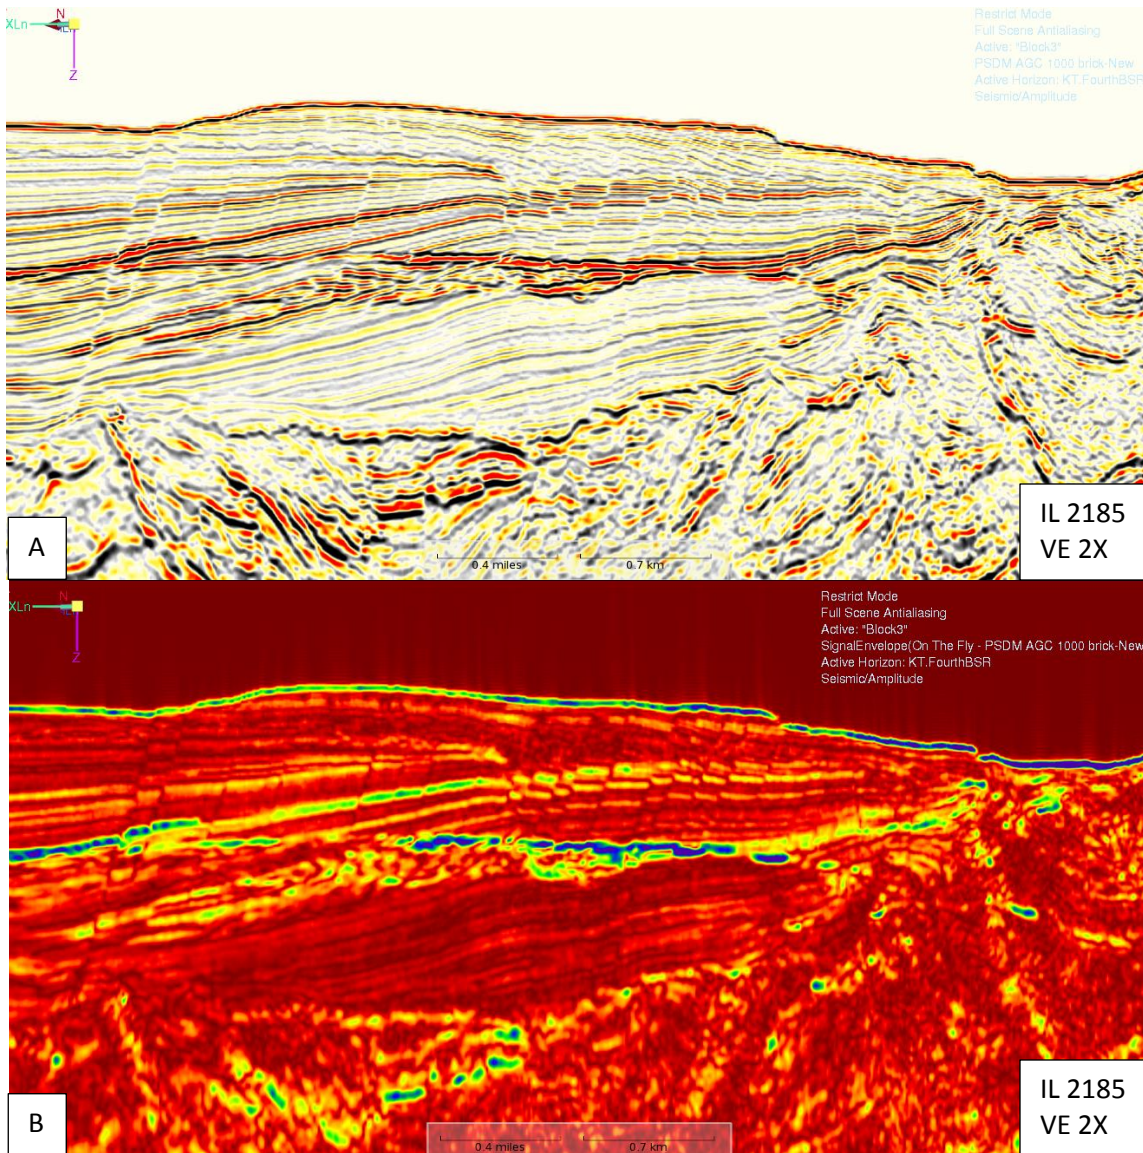 N
XLn
Z
Restrict Mode
Full Scene Antialiasing
Active: "Block3"
PSDM AGC 1000 brick-New
Active Horizon: KT.FourthBSR
Seismic/Amplitude
A
0.4 miles
0.7 km
IL 2185
VE 2X
N
XLn
Z
Restrict Mode
Full Scene Antialiasing
Active: "Block3"
SignalEnvelope(On The Fly - PSDM AGC 1000 brick-New
Active Horizon: KT.FourthBSR
Seismic/Amplitude
B
0.4 miles
0.7 km
IL 2185
VE 2X